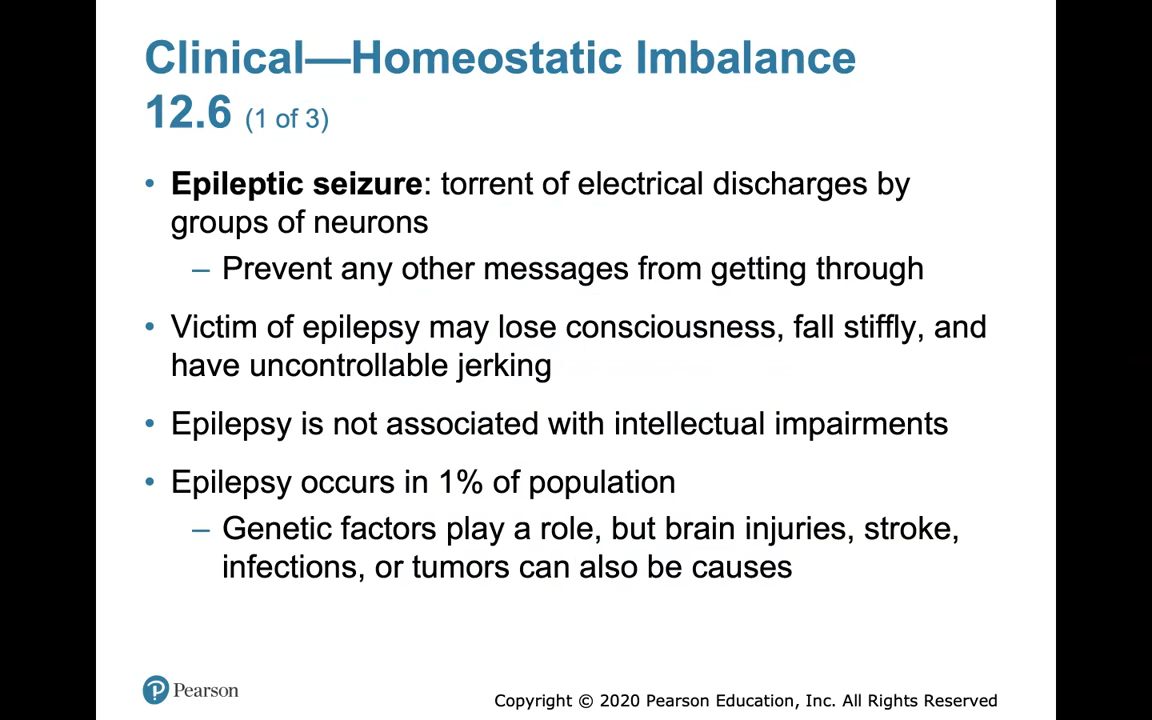 Clinical—Homeostatic Imbalance
12.6 (1 of 3)
• Epileptic seizure: torrent of electrical discharges by
groups of neurons
– Prevent any other messages from getting through
• Victim of epilepsy may lose consciousness, fall stiffly, and
have uncontrollable jerking
• Epilepsy is not associated with intellectual impairments
• Epilepsy occurs in 1% of population
– Genetic factors play a role, but brain injuries, stroke,
infections, or tumors can also be causes
P Pearson
Copyright © 2020 Pearson Education, Inc. All Rights Reserved